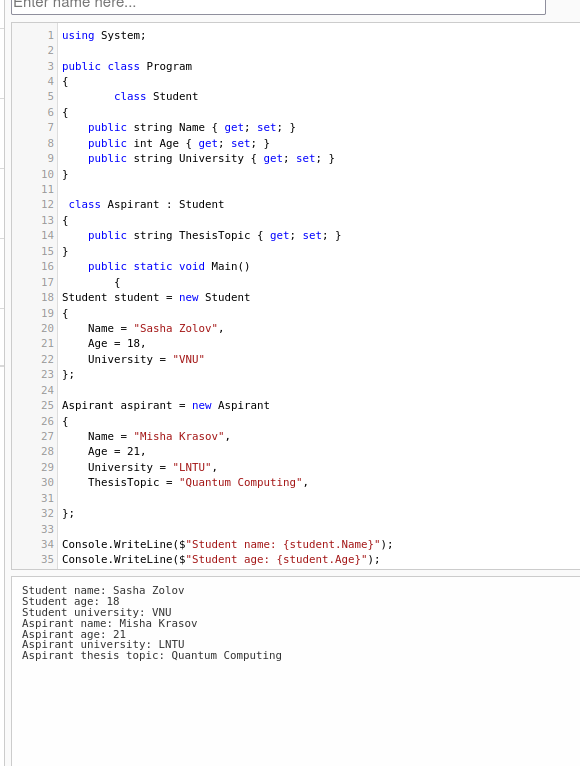 Enter name here...
1 using System;
2
3 public class Program
4 {
5         class Student
6 {
7     public string Name { get; set; }
8     public int Age { get; set; }
9     public string University { get; set; }
10 }
11
12  class Aspirant : Student
13 {
14     public string ThesisTopic { get; set; }
15 }
16     public static void Main()
17         {
18 Student student = new Student
19 {
20     Name = "Sasha Zolov",
21     Age = 18,
22     University = "VNU"
23 };
24
25 Aspirant aspirant = new Aspirant
26 {
27     Name = "Misha Krasov",
28     Age = 21,
29     University = "LNTU",
30     ThesisTopic = "Quantum Computing",
31
32 };
33
34 Console.WriteLine($"Student name: {student.Name}");
35 Console.WriteLine($"Student age: {student.Age}");
Student name: Sasha Zolov
Student age: 18
Student university: VNU
Aspirant name: Misha Krasov
Aspirant age: 21
Aspirant university: LNTU
Aspirant thesis topic: Quantum Computing